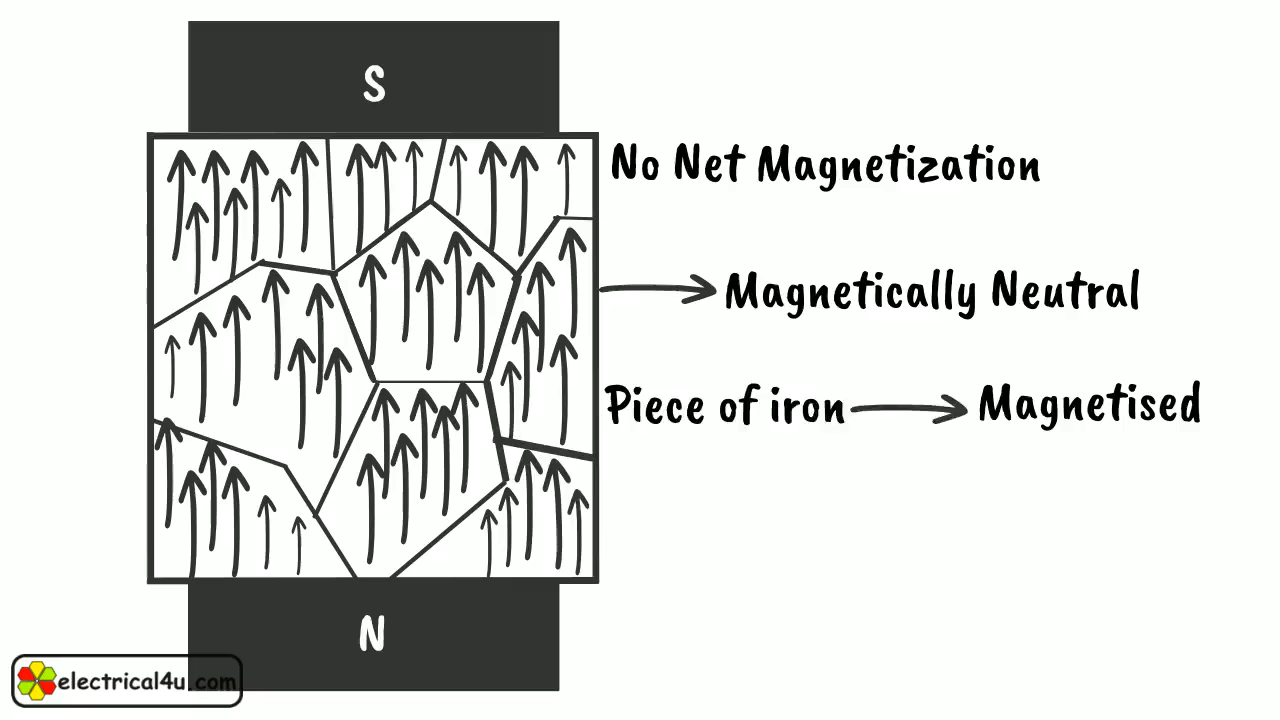 S
No Net Magnetization
Magnetically Neutral
Piece of iron
Magnetised
N
electrical4u.com